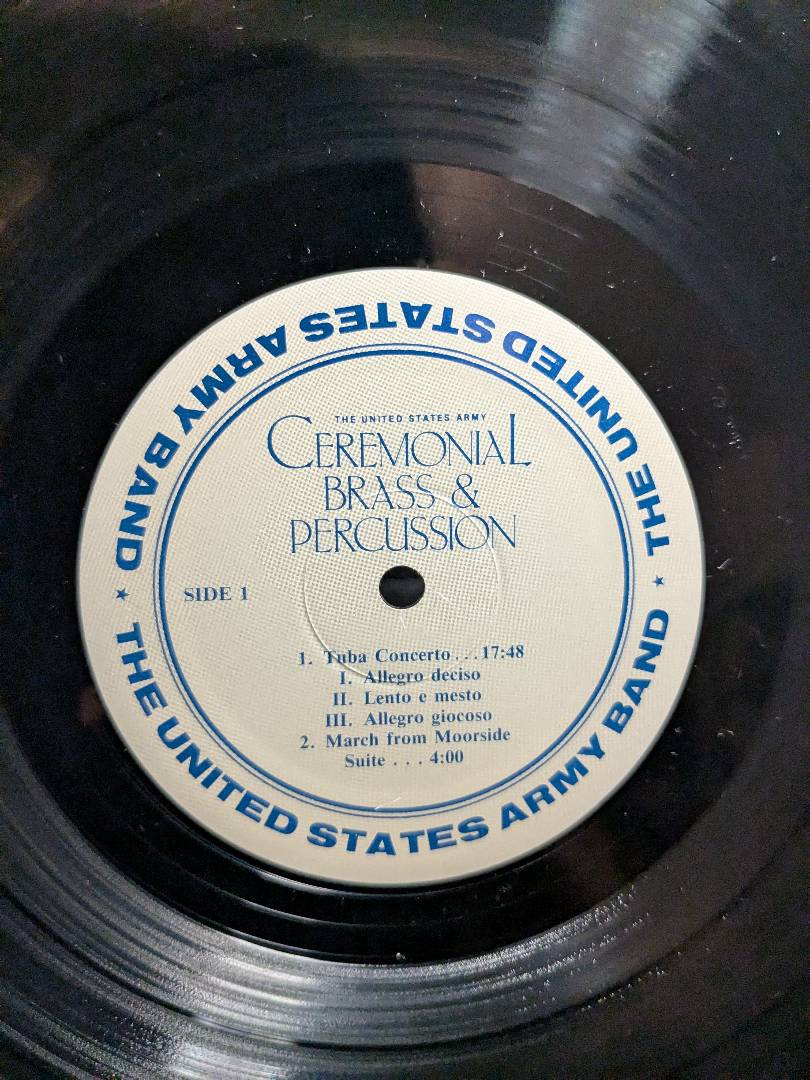 THE UNITED STATES ARMY BAND
THE UNITED STATES ARMY
CEREMONIAL
BRASS &
PERCUSSION
SIDE 1
1. Tuba Concerto . . . 17:48
I. Allegro deciso
II. Lento e mesto
III. Allegro giocoso
2. March from Moorside
Suite . . . 4:00
★ THE UNITED STATES ARMY BAND ★